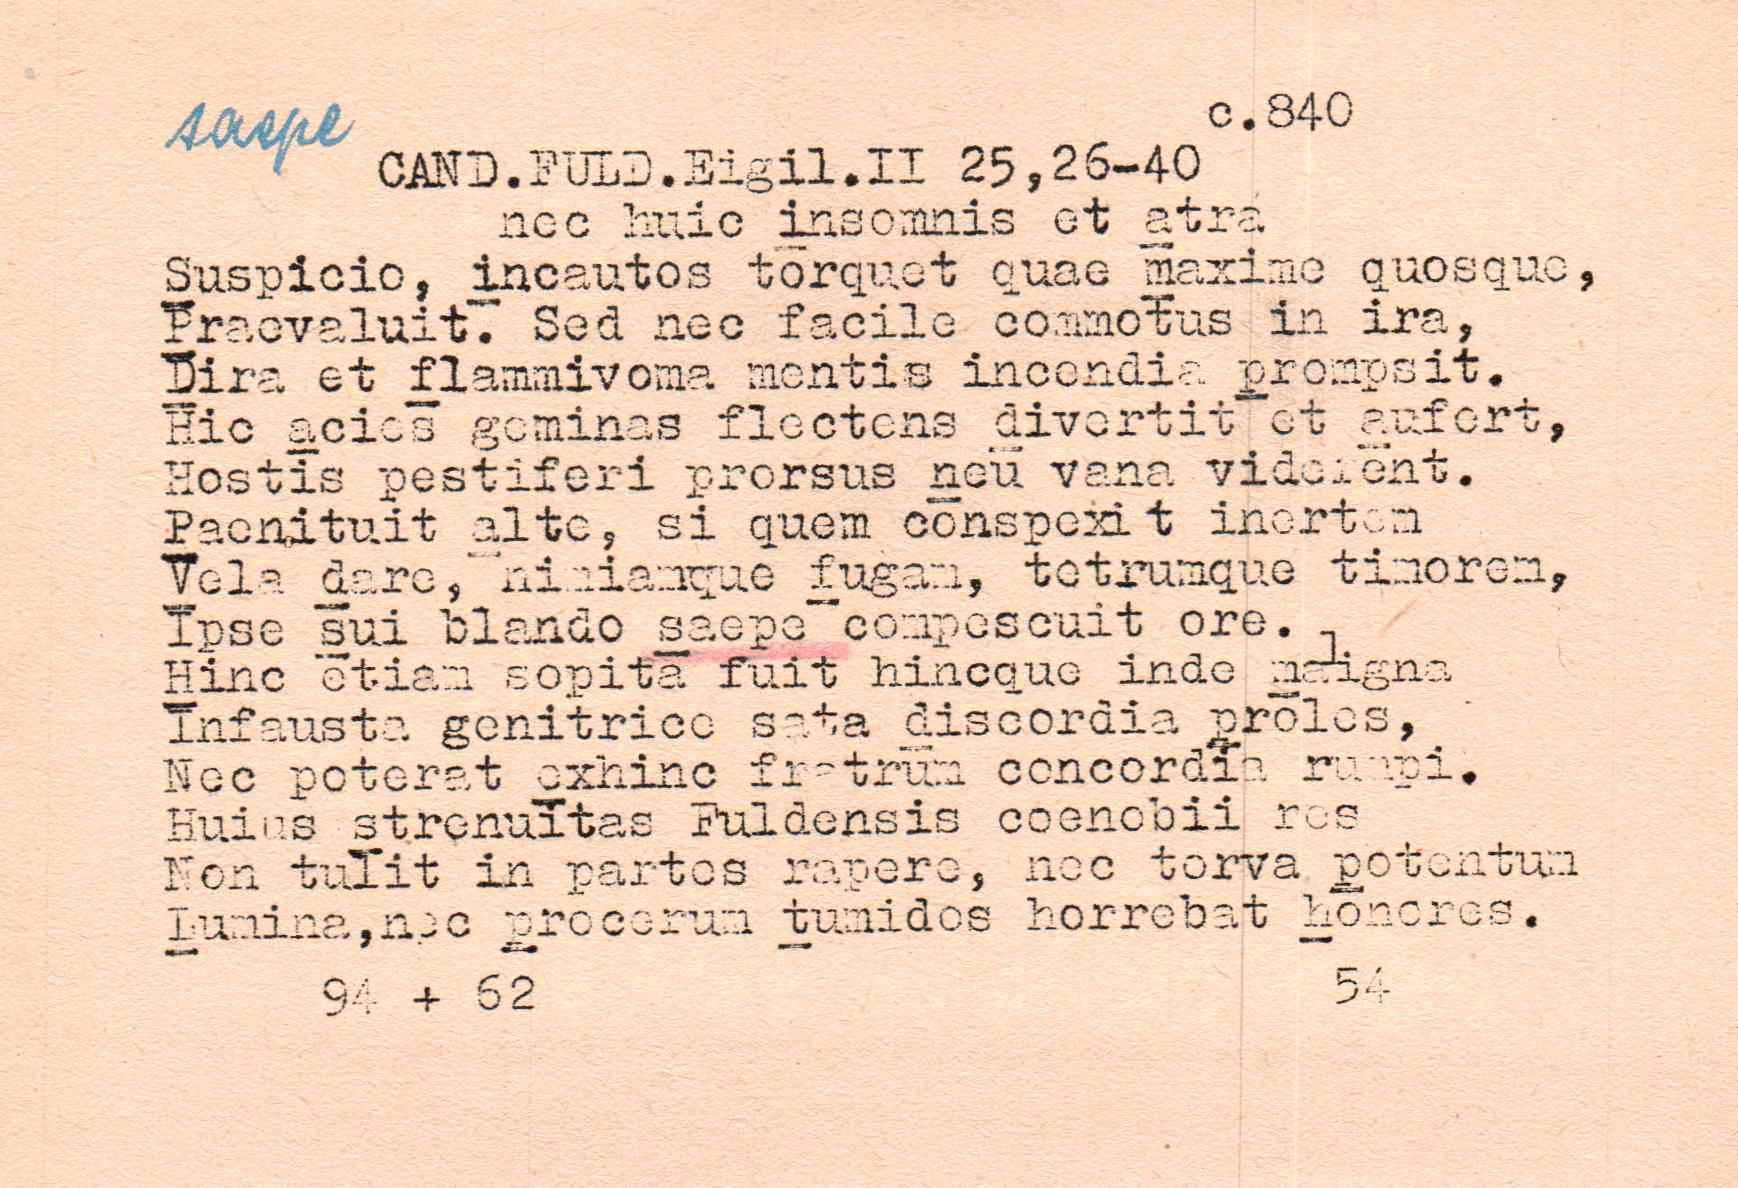 saepe
c.840
CAND.FULD.Eigil.II 25,26-40
nec huic insomnis et atra
Suspicio, incautos torquet quae maxime quosque,
Praevaluit. Sed nec facile commotus in ira,
Dira et flammivoma mentis incendia prompsit.
Hic acies geminas flectens divertit et aufert,
Hostis pestiferi prorsus neu vana viderent.
Paenituit alte, si quem conspexit inertem
Vela dare, nimiamque fugam, tetrumque timorem,
Ipse sui blando saepe compescuit ore.
Hinc etiam sopita fuit hincque inde maligna
Infausta genitrice sata discordia proles,
Nec poterat exhinc fratrum concordia rumpi.
Huius strenuitas Fuldensis coenobii res
Non tulit in partes rapere, nec torva potentum
Lumina,nec procerum tumidos horrebat honores.
94 + 62 54